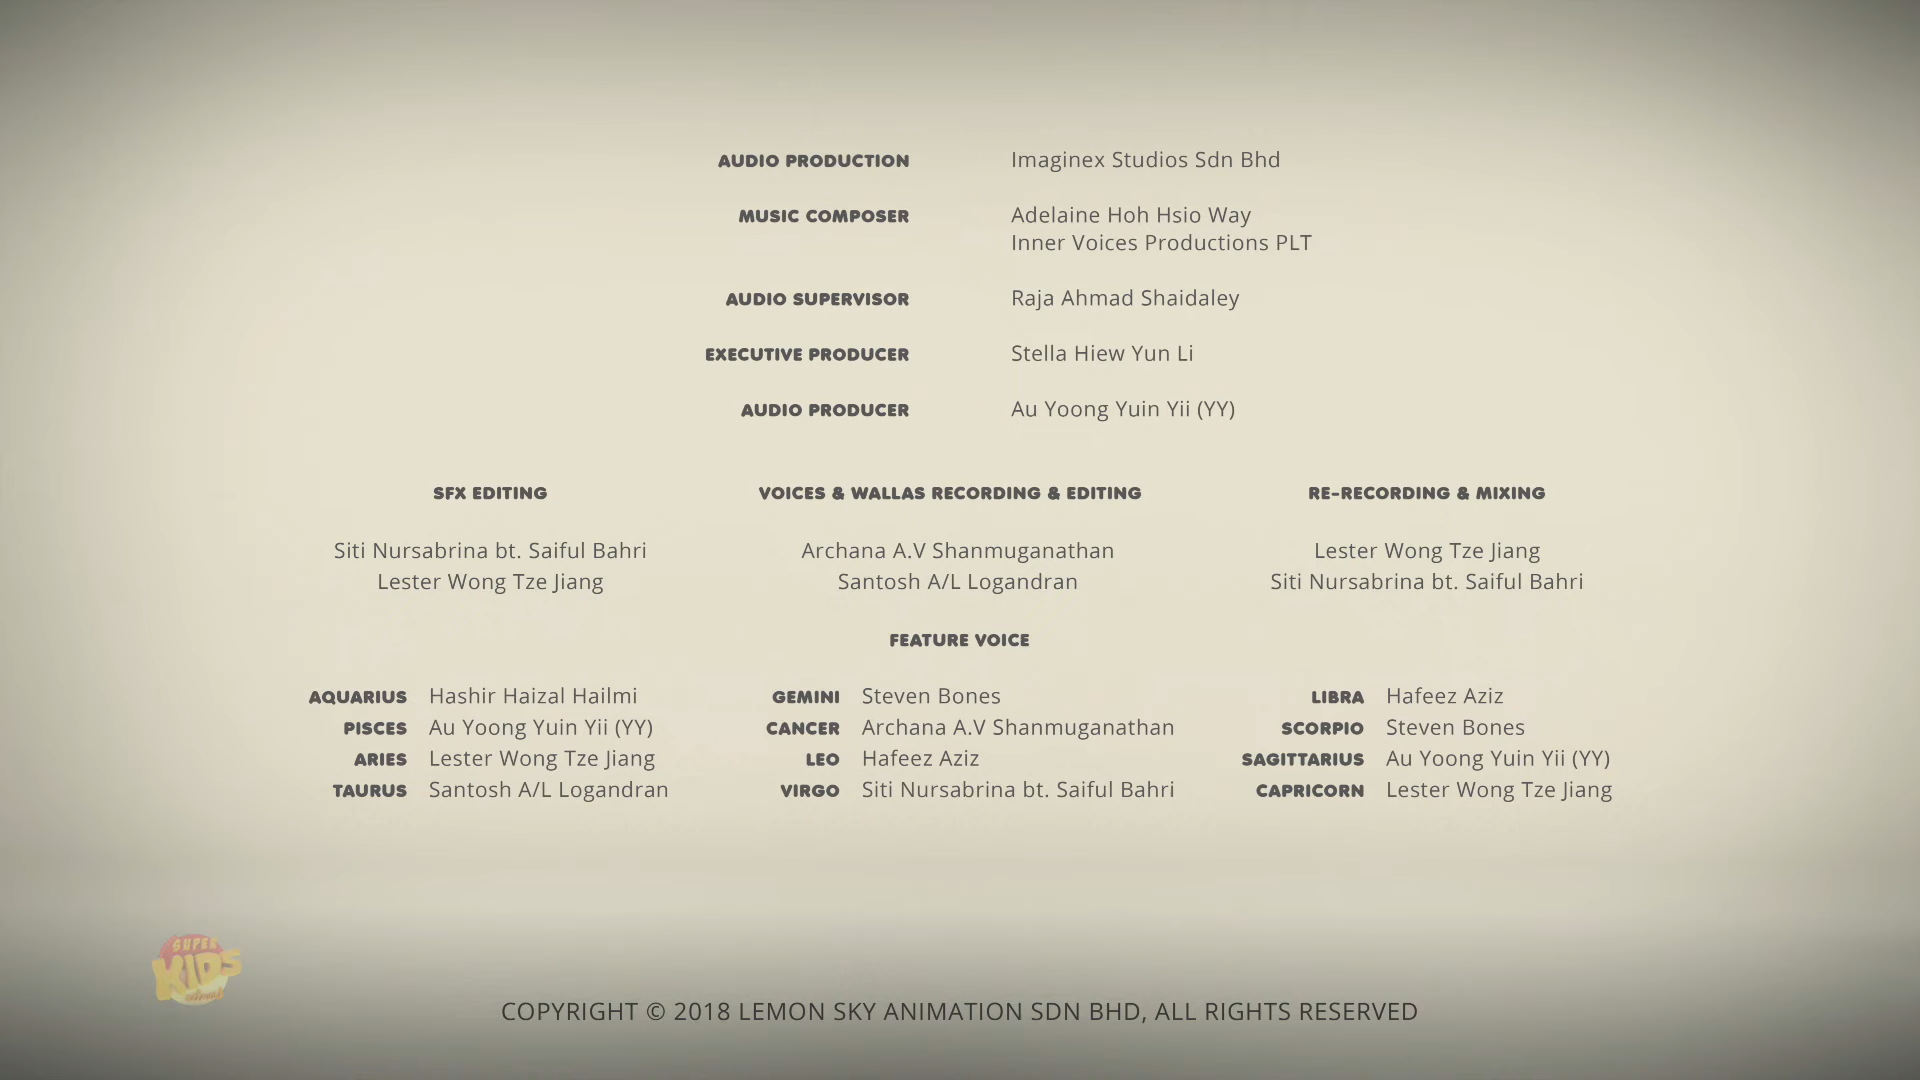 AUDIO PRODUCTION Imaginex Studios Sdn Bhd
MUSIC COMPOSER Adelaine Hoh Hsio Way
Inner Voices Productions PLT
AUDIO SUPERVISOR Raja Ahmad Shaidaley
EXECUTIVE PRODUCER Stella Hiew Yun Li
AUDIO PRODUCER Au Yoong Yuin Yii (YY)
SFX EDITING
Siti Nursabrina bt. Saiful Bahri
Lester Wong Tze Jiang
VOICES & WALLAS RECORDING & EDITING
Archana A.V Shanmuganathan
Santosh A/L Logandran
RE-RECORDING & MIXING
Lester Wong Tze Jiang
Siti Nursabrina bt. Saiful Bahri
FEATURE VOICE
AQUARIUS Hashir Haizal Hailmi
PISCES Au Yoong Yuin Yii (YY)
ARIES Lester Wong Tze Jiang
TAURUS Santosh A/L Logandran
GEMINI Steven Bones
CANCER Archana A.V Shanmuganathan
LEO Hafeez Aziz
VIRGO Siti Nursabrina bt. Saiful Bahri
LIBRA Hafeez Aziz
SCORPIO Steven Bones
SAGITTARIUS Au Yoong Yuin Yii (YY)
CAPRICORN Lester Wong Tze Jiang
SUPER
KIDS
COPYRIGHT © 2018 LEMON SKY ANIMATION SDN BHD, ALL RIGHTS RESERVED